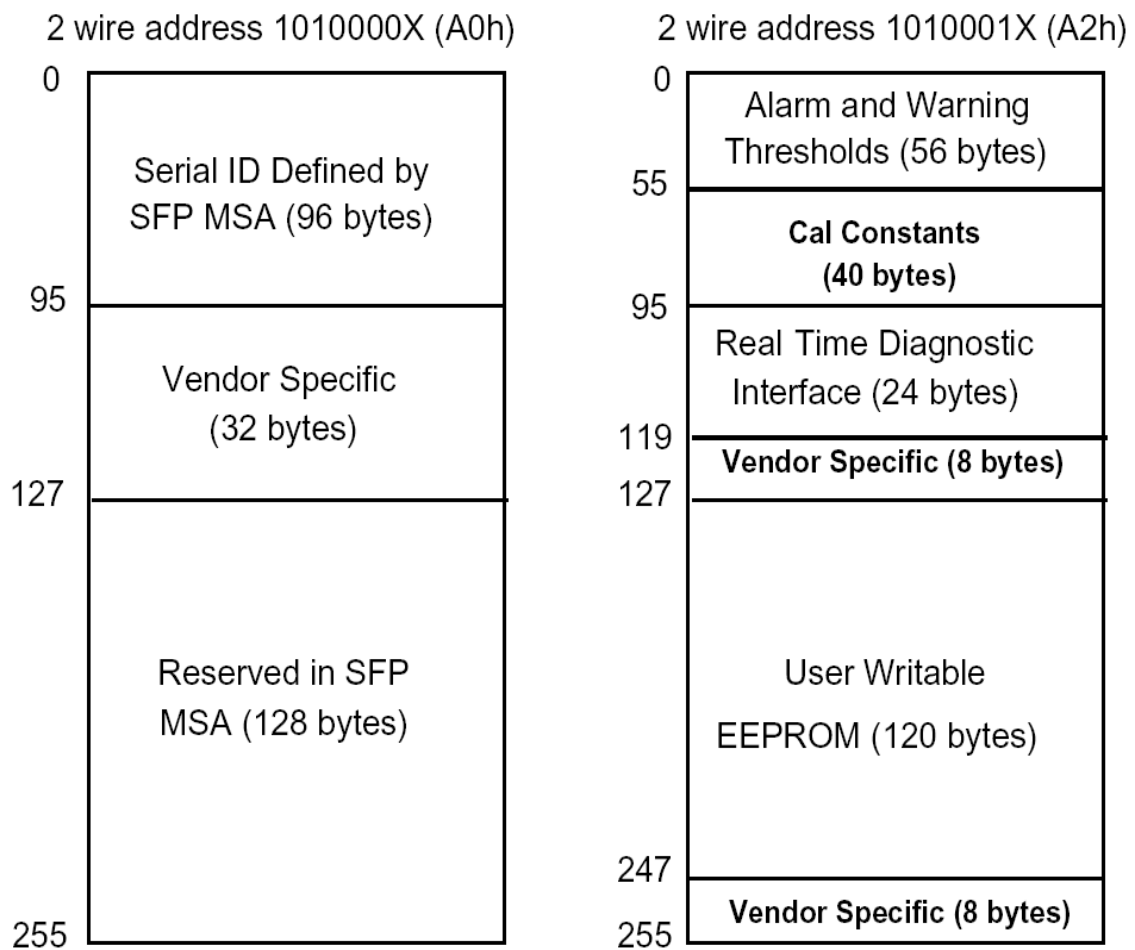 2 wire address 1010000X (A0h)
0
Serial ID Defined by
SFP MSA (96 bytes)
95
Vendor Specific
(32 bytes)
127
Reserved in SFP
MSA (128 bytes)
255
2 wire address 1010001X (A2h)
0
Alarm and Warning
Thresholds (56 bytes)
55
Cal Constants
(40 bytes)
95
Real Time Diagnostic
Interface (24 bytes)
119
Vendor Specific (8 bytes)
127
User Writable
EEPROM (120 bytes)
247
Vendor Specific (8 bytes)
255